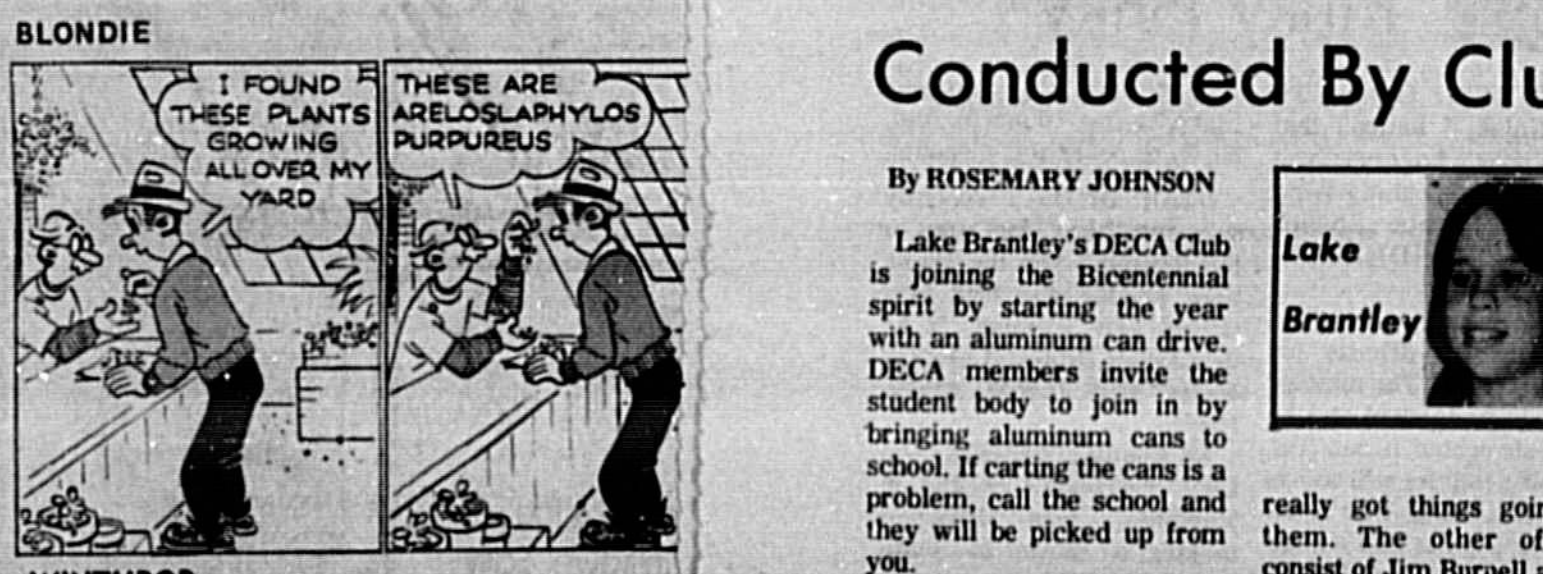 BLONDIE
I FOUND
THESE PLANTS
GROWING
ALL OVER MY
YARD
THESE ARE
ARELOSLAPHYLOS
PURPUREUS
Conducted By Clu
By ROSEMARY JOHNSON
Lake Brantley's DECA Club
is joining the Bicentennial
spirit by starting the year
with an aluminum can drive.
DECA members invite the
student body to join in by
bringing aluminum cans to
school. If carting the cans is a
problem, call the school and
they will be picked up from
you.
Lake
Brantley
really got things goin
them. The other of
consist of Jim Burnell